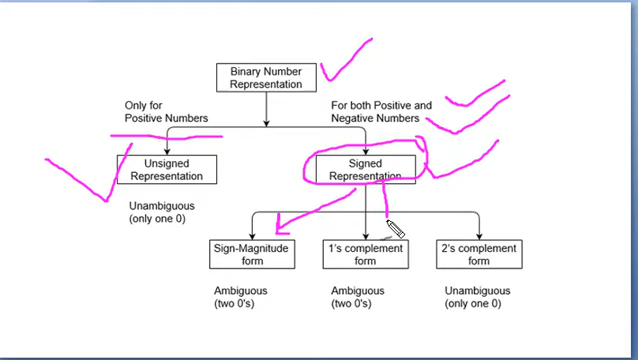 Binary Number
Representation
Only for
Positive Numbers
For both Positive and
Negative Numbers
Unsigned
Representation
Signed
Representation
Unambiguous
(only one 0)
Sign-Magnitude
form
1's complement
form
2's complement
form
Ambiguous
(two 0's)
Ambiguous
(two 0's)
Unambiguous
(only one 0)